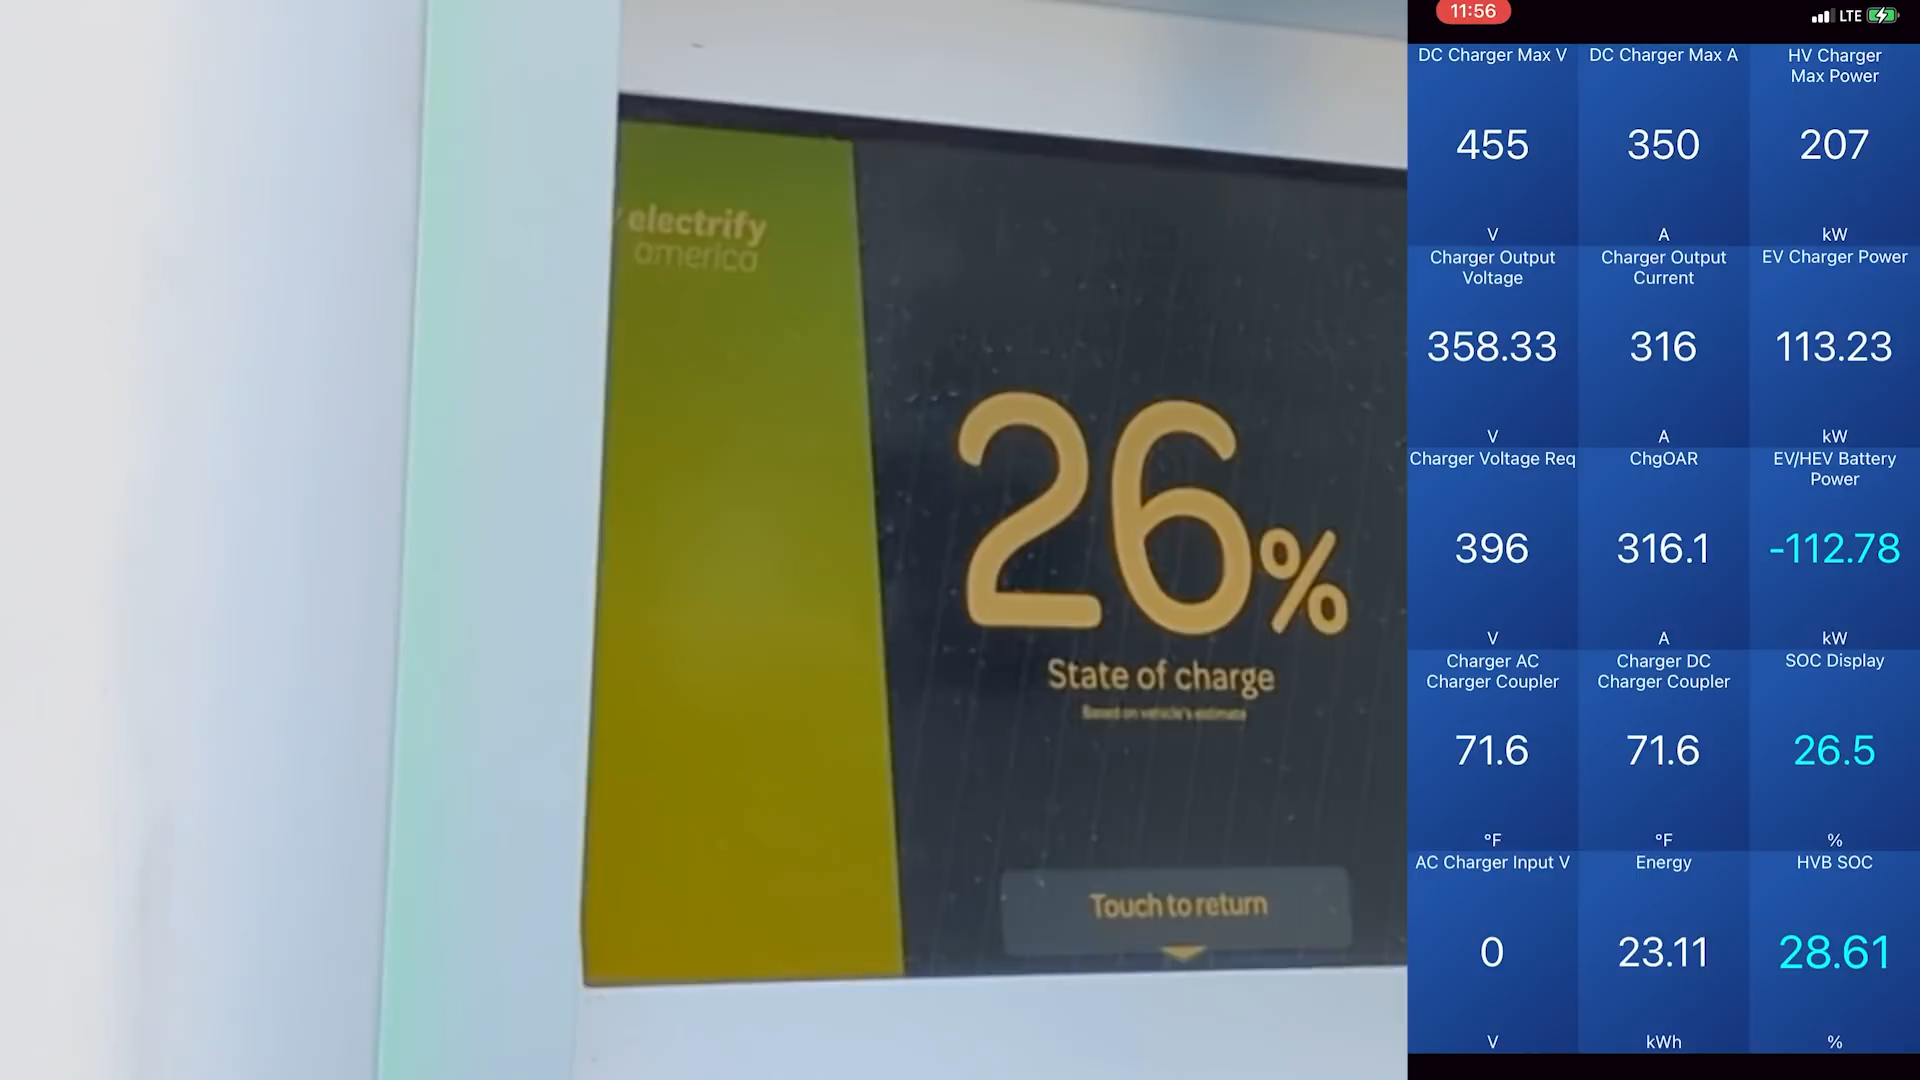 electrify
america
26%
State of charge
Based on vehicle's estimate
Touch to return
11:56
LTE
DC Charger Max V
455
V
DC Charger Max A
350
A
HV Charger
Max Power
207
kW
Charger Output
Voltage
358.33
V
Charger Output
Current
316
A
EV Charger Power
113.23
kW
Charger Voltage Req
396
V
ChgOAR
316.1
A
EV/HEV Battery
Power
-112.78
kW
Charger AC
Charger Coupler
71.6
°F
Charger DC
Charger Coupler
71.6
°F
SOC Display
26.5
%
AC Charger Input V
0
V
Energy
23.11
kWh
HVB SOC
28.61
%